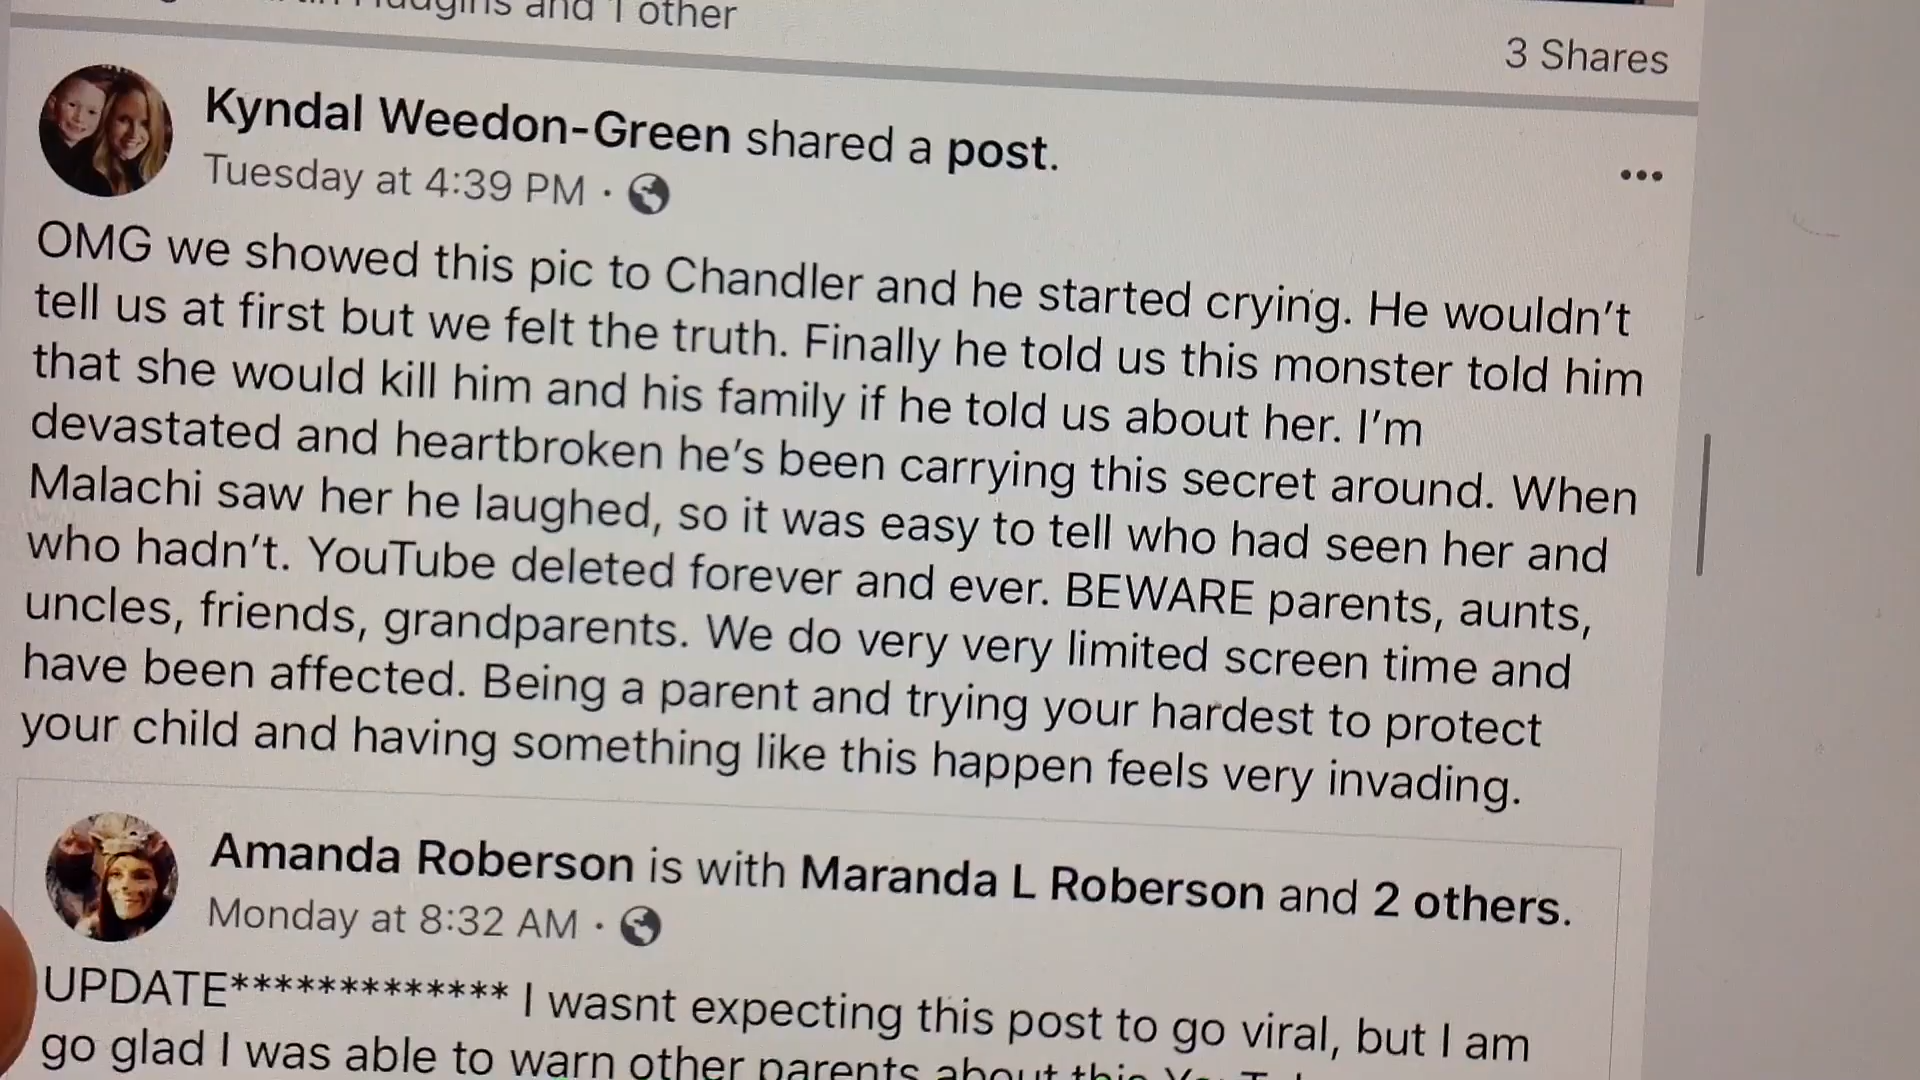 and 1 other
3 Shares
Kyndal Weedon-Green shared a post.
Tuesday at 4:39 PM ·
OMG we showed this pic to Chandler and he started crying. He wouldn't
tell us at first but we felt the truth. Finally he told us this monster told him
that she would kill him and his family if he told us about her. I'm
devastated and heartbroken he's been carrying this secret around. When
Malachi saw her he laughed, so it was easy to tell who had seen her and
who hadn't. YouTube deleted forever and ever. BEWARE parents, aunts,
uncles, friends, grandparents. We do very very limited screen time and
have been affected. Being a parent and trying your hardest to protect
your child and having something like this happen feels very invading.
Amanda Roberson is with Maranda L Roberson and 2 others.
Monday at 8:32 AM ·
UPDATE************* I wasnt expecting this post to go viral, but I am
go glad I was able to warn other parents about this